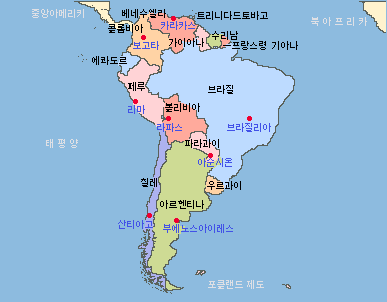 중앙아메리카
베네수엘라
트리니다드토바고
북아프리카
카라카스
콜롬비아
수리남
보고타
가이아나
프랑스령 기아나
에콰도르
페루
브라질
리마
볼리비아
라파스
브라질리아
태평양
파라과이
아순시온
칠레
우르과이
아르헨티나
산티아고
부에노스아이레스
포클랜드 제도